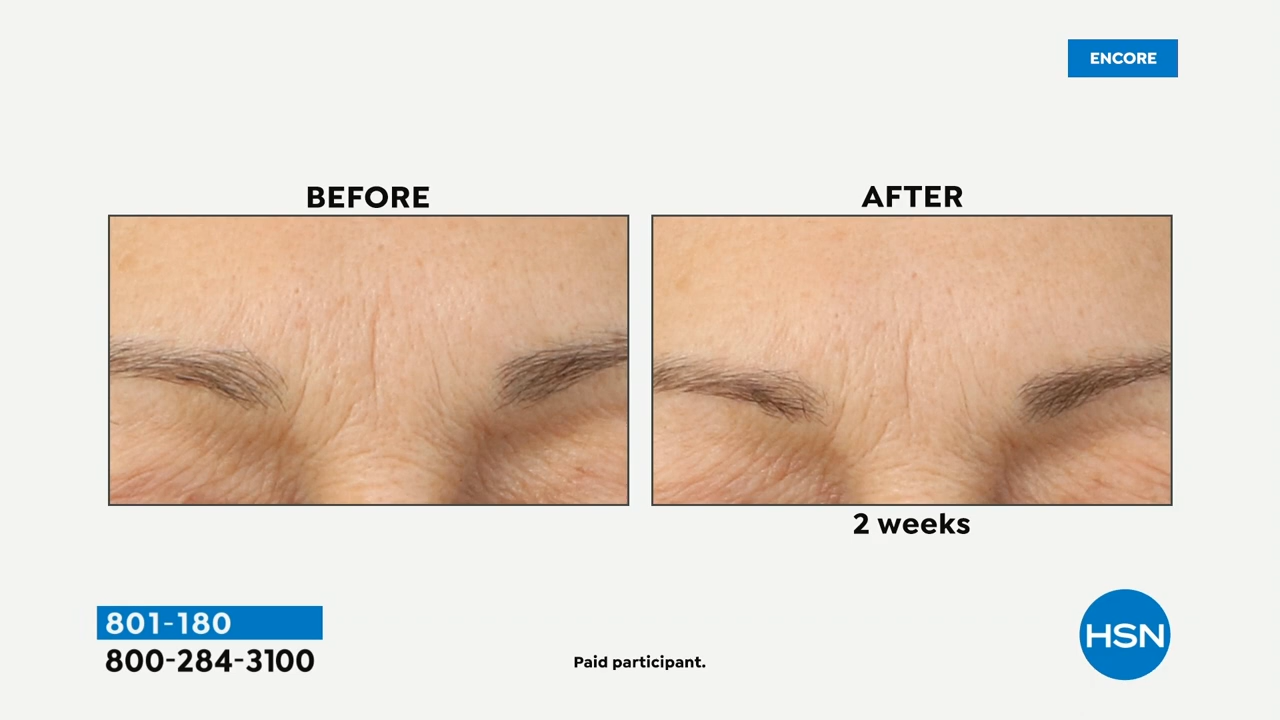 ENCORE
BEFORE
AFTER
2 weeks
801-180
800-284-3100
Paid participant.
HSN